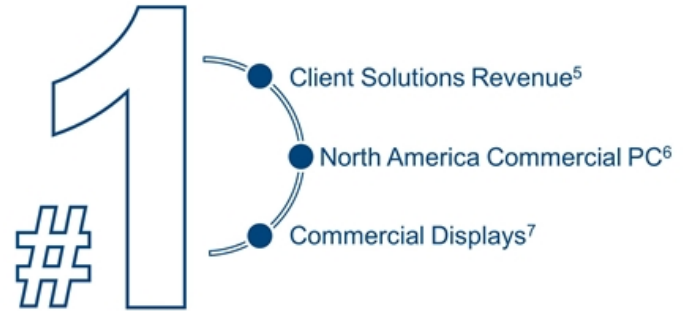 #1
Client Solutions Revenue⁵
North America Commercial PC⁶
Commercial Displays⁷